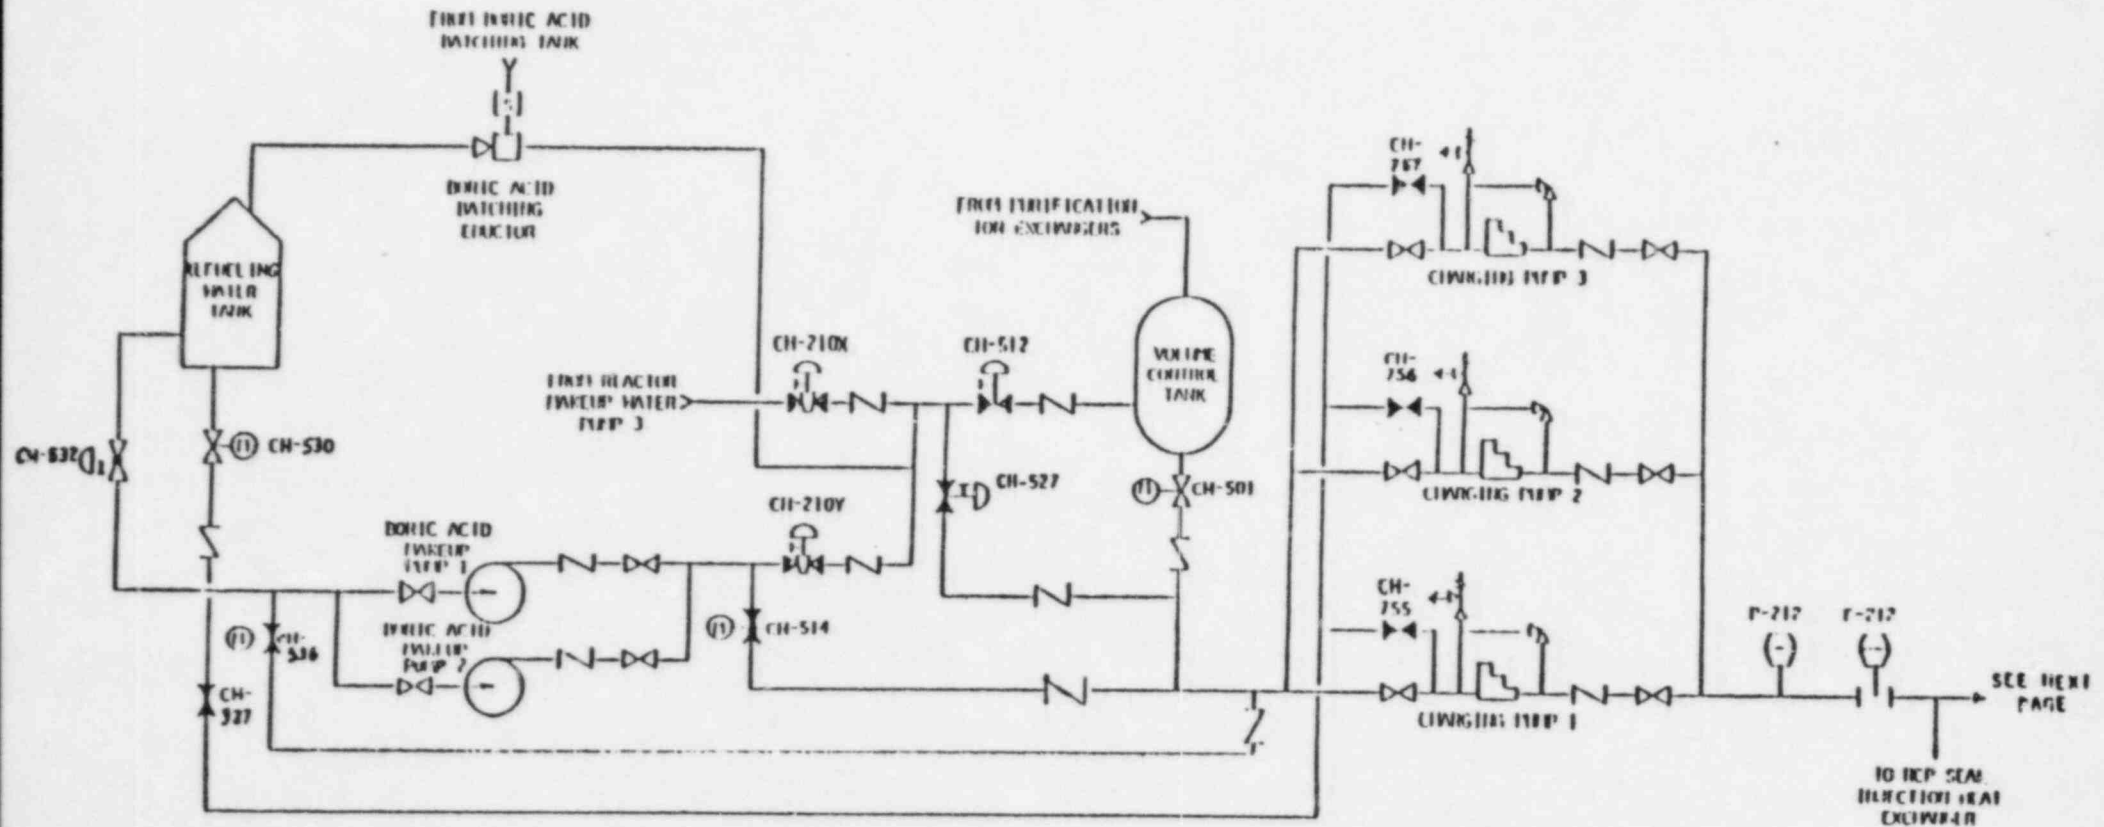 FROM BORIC ACID
BATCHING TANK
BORIC ACID
BATCHING
EDUCTOR
REFUELING
WATER
TANK
FROM PURIFICATION
ION EXCHANGERS
VOLUME
CONTROL
TANK
FROM REACTOR
MAKEUP WATER
PUMP 3
CH-210X
CH-512
CH-532
CH-530
CH-527
CH-501
CH-210Y
BORIC ACID
MAKEUP
PUMP 1
BORIC ACID
MAKEUP
PUMP 2
CH-
536
CH-514
CH-
327
CH-
767
CHARGING PUMP 3
CH-
756
CHARGING PUMP 2
CH-
755
CHARGING PUMP 1
P-212
F-212
SEE NEXT
PAGE
TO RCP SEAL
INJECTION HEAT
EXCHANGER